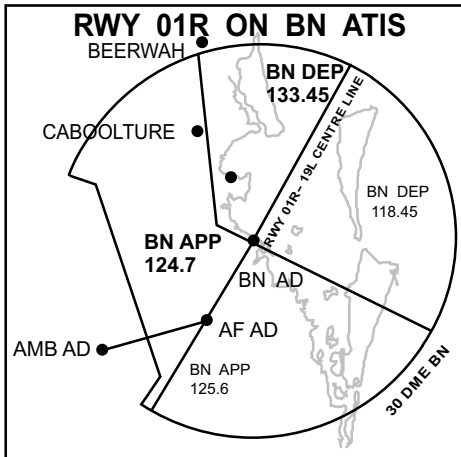 RWY 01R ON BN ATIS
BEERWAH
BN DEP
133.45
CABOOLTURE
RWY 01R- 19L CENTRE LINE
BN DEP
118.45
BN APP
124.7
BN AD
AF AD
AMB AD
BN APP
125.6
30 DME BN